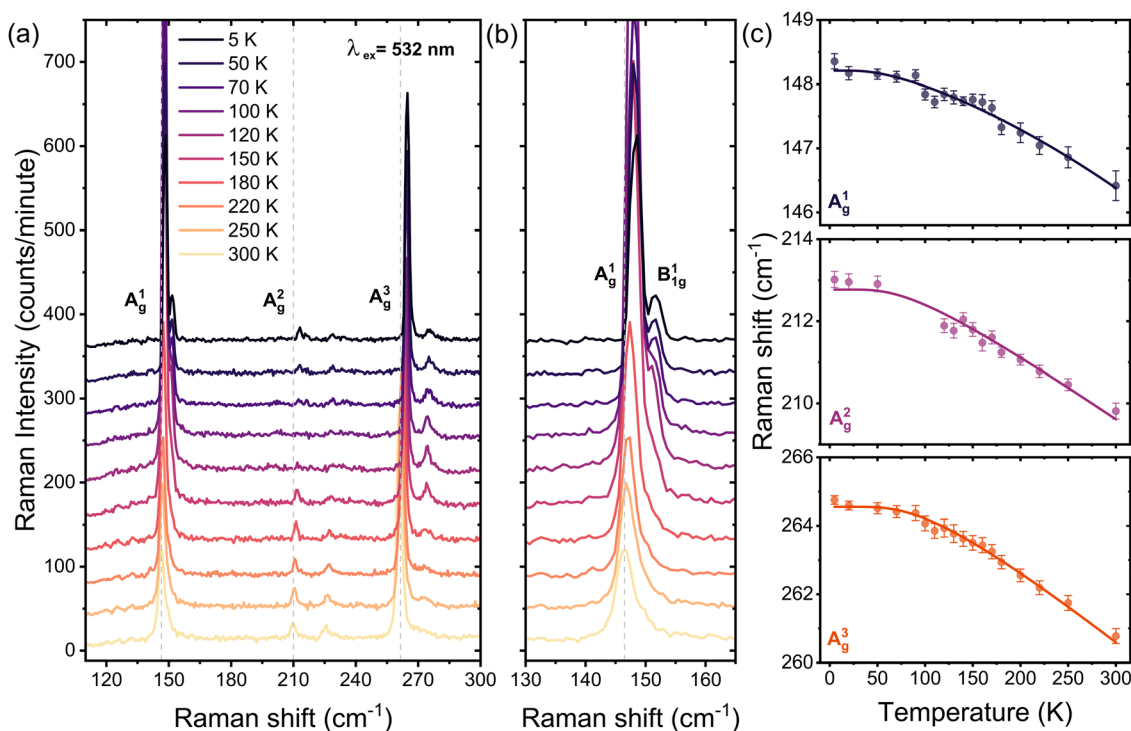 (a)
Raman Intensity (counts/minute)
700
600
500
400
300
200
100
0
5 K
50 K
70 K
100 K
120 K
150 K
180 K
220 K
250 K
300 K
λex= 532 nm
A¹g
A²g
A³g
120 150 180 210 240 270 300
Raman shift (cm⁻¹)
(b)
A¹g
B¹1g
130 140 150 160
Raman shift (cm⁻¹)
(c)
Raman shift (cm⁻¹)
149
148
147
146
A¹g
214
212
210
A²g
266
264
262
260
A³g
0 50 100 150 200 250 300
Temperature (K)